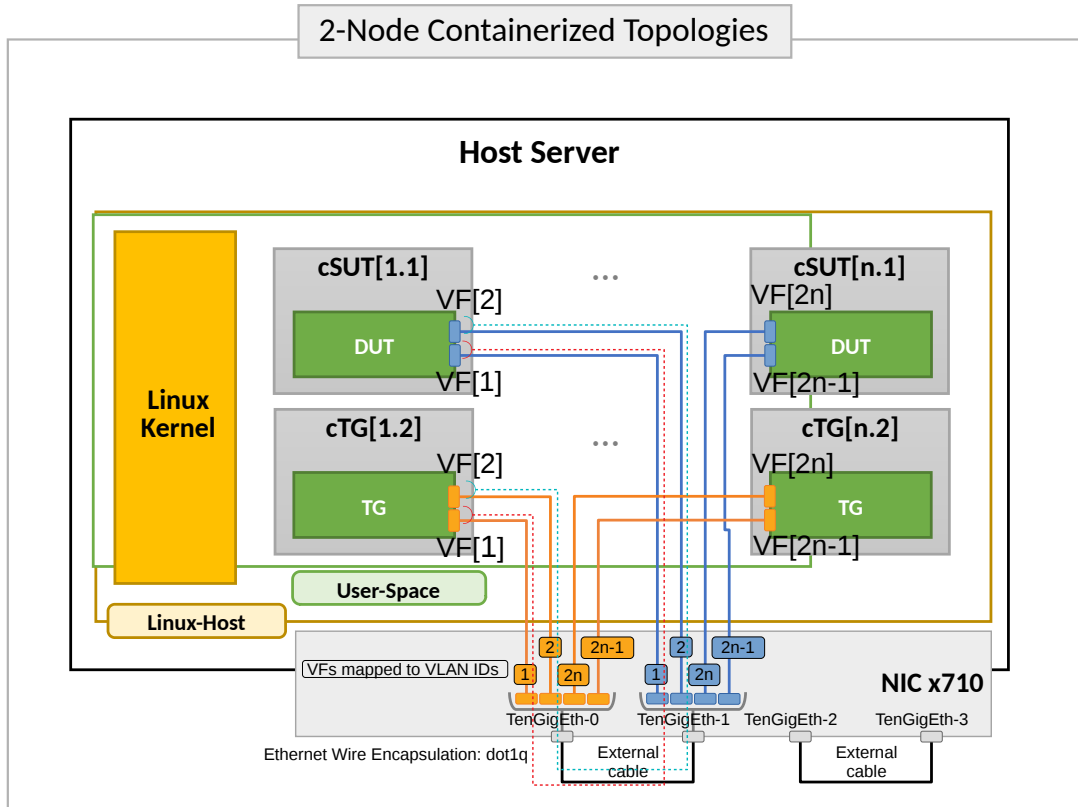 2-Node Containerized Topologies
Host Server
cSUT[1.1]
...
cSUT[n.1]
VF[2]
VF[2n]
DUT
DUT
VF[1]
VF[2n-1]
Linux
Kernel
cTG[1.2]
...
cTG[n.2]
VF[2]
VF[2n]
TG
TG
VF[1]
VF[2n-1]
User-Space
Linux-Host
2
2n-1
2
2n-1
VFs mapped to VLAN IDs
1
2n
1
2n
NIC x710
TenGigEth-0
TenGigEth-1
TenGigEth-2
TenGigEth-3
Ethernet Wire Encapsulation: dot1q
External
cable
External
cable